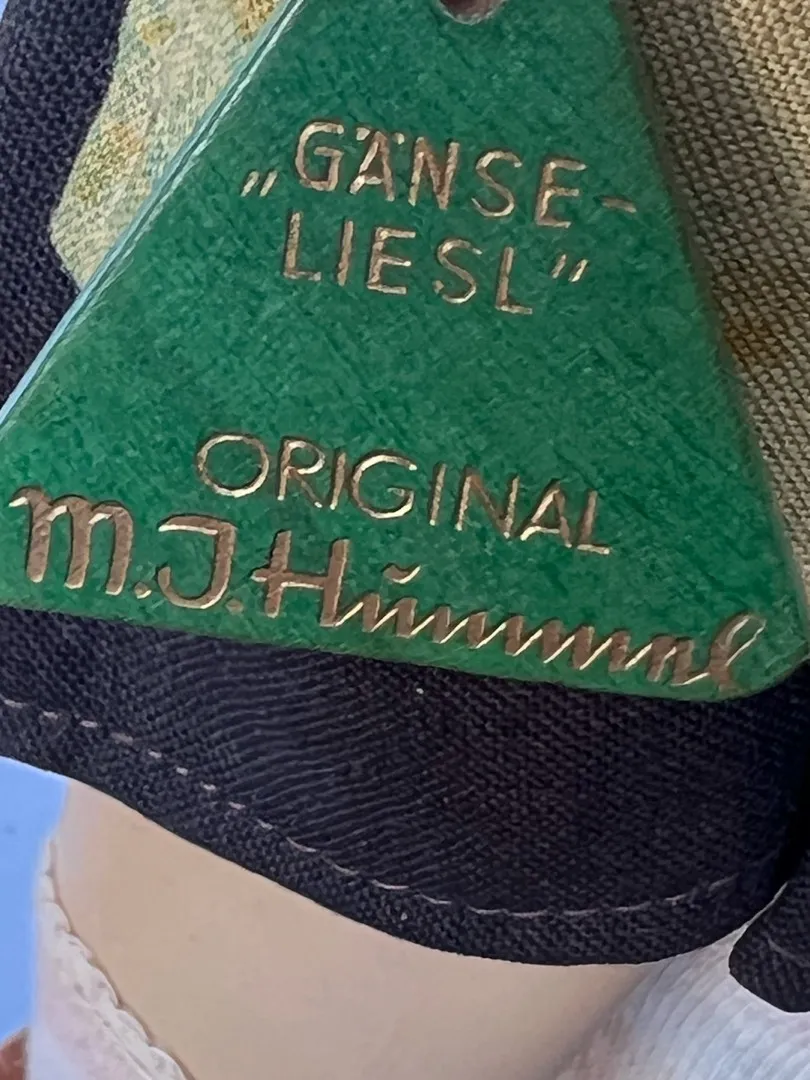 „GÄNSE-
LIESL"
ORIGINAL
M.J.Hummel